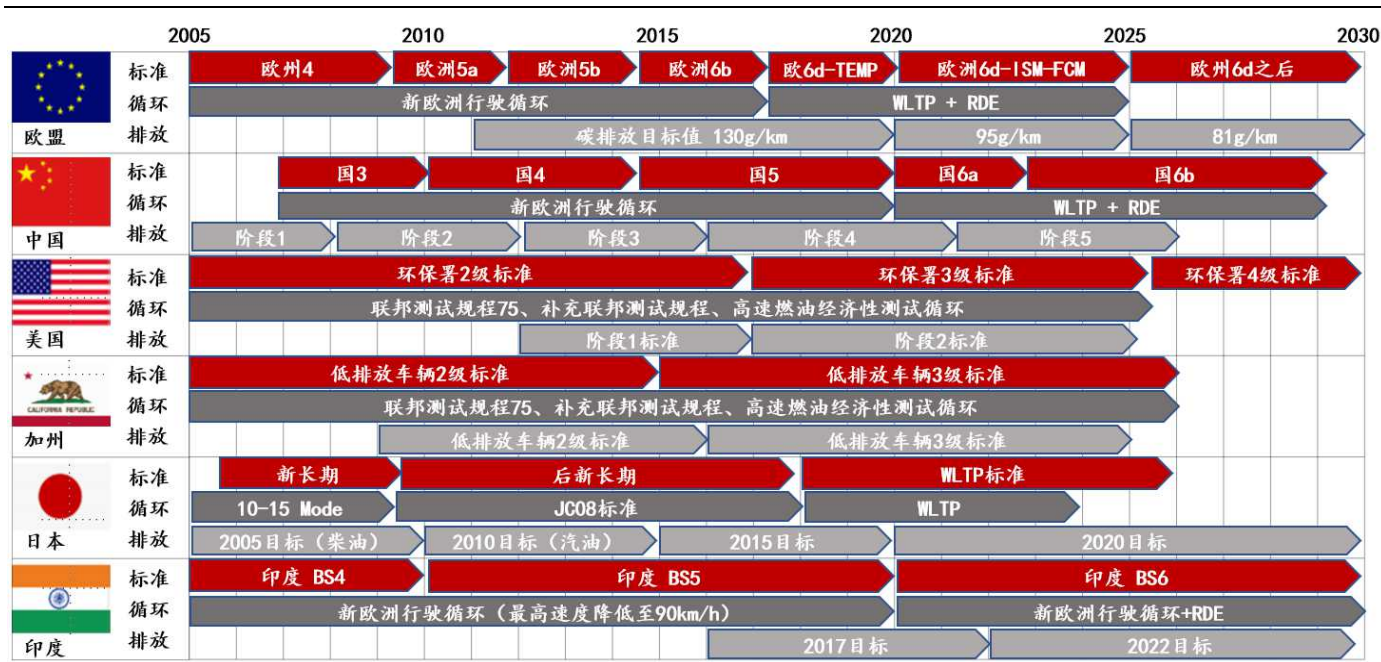 2005 2010 2015 2020 2025 2030
标准 欧州4 欧洲5a 欧洲5b 欧洲6b 欧6d-TEMP 欧洲6d-ISM-FCM 欧州6d之后
循环 新欧洲行驶循环 WLTP + RDE
欧盟 排放 碳排放目标值 130g/km 95g/km 81g/km
标准 国3 国4 国5 国6a 国6b
循环 新欧洲行驶循环 WLTP + RDE
中国 排放 阶段1 阶段2 阶段3 阶段4 阶段5
标准 环保署2级标准 环保署3级标准 环保署4级标准
循环 联邦测试规程75、补充联邦测试规程、高速燃油经济性测试循环
美国 排放 阶段1标准 阶段2标准
标准 低排放车辆2级标准 低排放车辆3级标准
CALIFORNIA REPUBLIC 循环 联邦测试规程75、补充联邦测试规程、高速燃油经济性测试循环
加州 排放 低排放车辆2级标准 低排放车辆3级标准
标准 新长期 后新长期 WLTP标准
循环 10-15 Mode JC08标准 WLTP
日本 排放 2005目标（柴油） 2010目标（汽油） 2015目标 2020目标
标准 印度 BS4 印度 BS5 印度 BS6
循环 新欧洲行驶循环（最高速度降低至90km/h） 新欧洲行驶循环+RDE
印度 排放 2017目标 2022目标